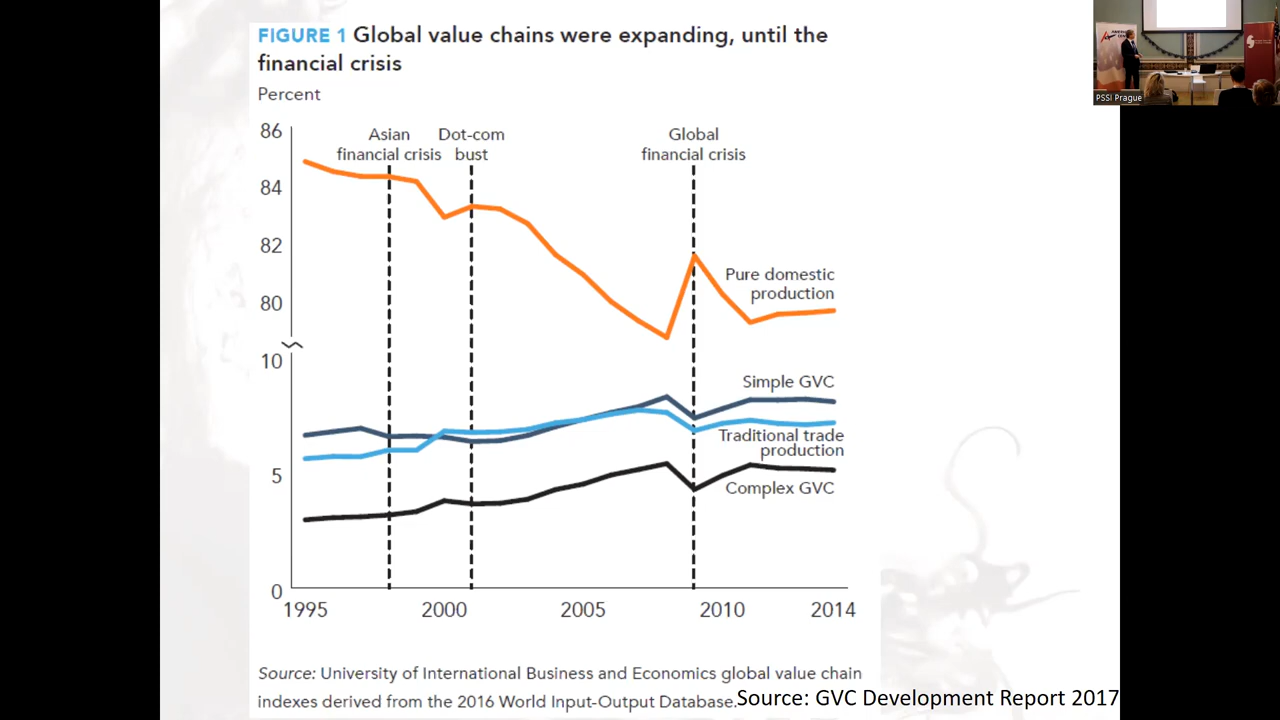 FIGURE 1 Global value chains were expanding, until the
financial crisis
Percent
86
84
82
80
10
5
0
Asian
financial crisis
Dot-com
bust
Global
financial crisis
Pure domestic
production
Simple GVC
Traditional trade
production
Complex GVC
1995 2000 2005 2010 2014
Source: University of International Business and Economics global value chain
indexes derived from the 2016 World Input-Output Database.
Source: GVC Development Report 2017
PSSI Prague